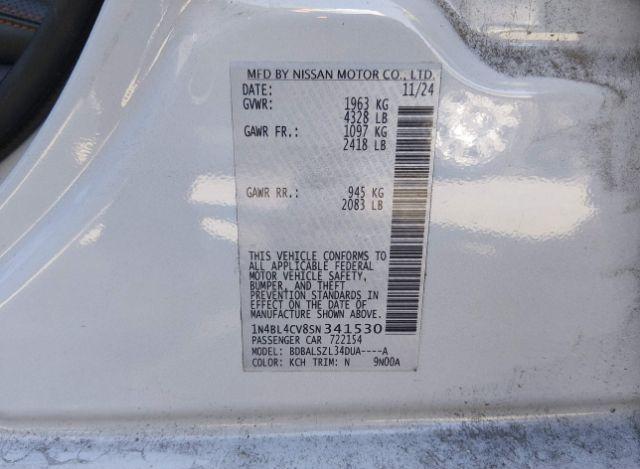 MFD BY NISSAN MOTOR CO., LTD.
DATE: 11/24
GVWR: 1963 KG
4328 LB
GAWR FR.: 1097 KG
2418 LB
GAWR RR.: 945 KG
2083 LB
THIS VEHICLE CONFORMS TO
ALL APPLICABLE FEDERAL
MOTOR VEHICLE SAFETY,
BUMPER, AND THEFT
PREVENTION STANDARDS IN
EFFECT ON THE DATE OF
MANUFACTURE SHOWN ABOVE
1N4BL4CV8SN341530
PASSENGER CAR 722154
MODEL: BDBALSZL34DUA----A
COLOR: KCH TRIM: N 9N00A